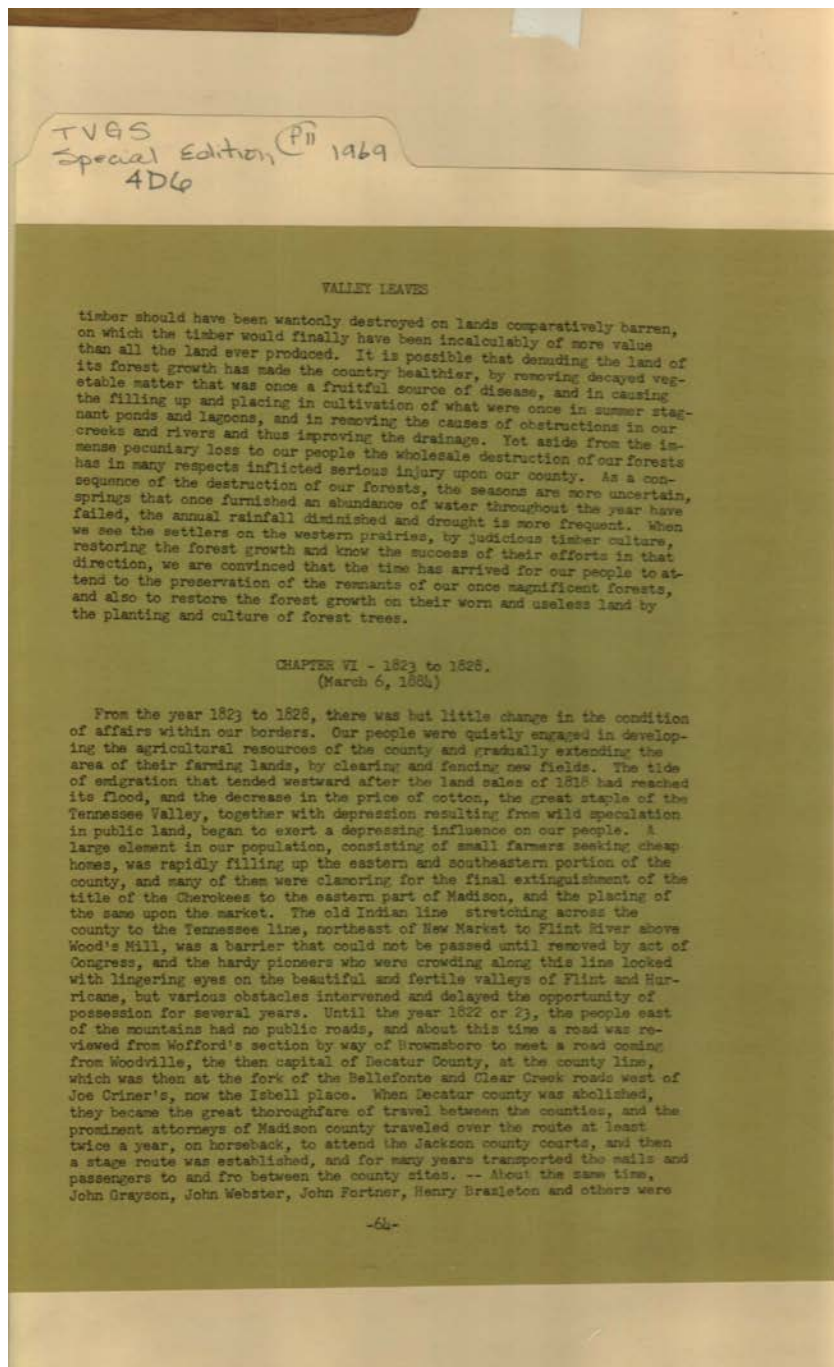 TVGS
Special Edition PII 1969
4D6
VALLEY LEAVES
timber should have been wantonly destroyed on lands comparatively barren,
on which the timber would finally have been incalculably of more value
than all the land ever produced. It is possible that denuding the land of
its forest growth has made the country healthier, by removing decayed veg-
etable matter that was once a fruitful source of disease, and in causing
the filling up and placing in cultivation of what were once in summer stag-
nant ponds and lagoons, and in removing the causes of obstructions in our
creeks and rivers and thus improving the drainage. Yet aside from the im-
mense pecuniary loss to our people the wholesale destruction of our forests
has in many respects inflicted serious injury upon our county. As a con-
sequence of the destruction of our forests, the seasons are more uncertain,
springs that once furnished an abundance of water throughout the year have
failed, the annual rainfall diminished and drought is more frequent. When
we see the settlers on the western prairies, by judicious timber culture,
restoring the forest growth and know the success of their efforts in that
direction, we are convinced that the time has arrived for our people to at-
tend to the preservation of the remnants of our once magnificent forests,
and also to restore the forest growth on their worn and useless land by
the planting and culture of forest trees.
CHAPTER VI - 1823 to 1828.
(March 6, 1884)
From the year 1823 to 1828, there was but little change in the condition
of affairs within our borders. Our people were quietly engaged in develop-
ing the agricultural resources of the county and gradually extending the
area of their farming lands, by clearing and fencing new fields. The tide
of emigration that tended westward after the land sales of 1818 had reached
its flood, and the decrease in the price of cotton, the great staple of the
Tennessee Valley, together with depression resulting from wild speculation
in public land, began to exert a depressing influence on our people. A
large element in our population, consisting of small farmers seeking cheap
homes, was rapidly filling up the eastern and southeastern portion of the
county, and many of them were clamoring for the final extinguishment of the
title of the Cherokees to the eastern part of Madison, and the placing of
the same upon the market. The old Indian line stretching across the
county to the Tennessee line, northeast of New Market to Flint River above
Wood's Mill, was a barrier that could not be passed until removed by act of
Congress, and the hardy pioneers who were crowding along this line looked
with lingering eyes on the beautiful and fertile valleys of Flint and Hur-
ricane, but various obstacles intervened and delayed the opportunity of
possession for several years. Until the year 1822 or 23, the people east
of the mountains had no public roads, and about this time a road was re-
viewed from Wofford's section by way of Brownsboro to meet a road coming
from Woodville, the then capital of Decatur County, at the county line,
which was then at the fork of the Bellefonte and Clear Creek roads west of
Joe Criner's, now the Isbell place. When Decatur county was abolished,
they became the great thoroughfare of travel between the counties, and the
prominent attorneys of Madison county traveled over the route at least
twice a year, on horseback, to attend the Jackson county courts, and then
a stage route was established, and for many years transported the mails and
passengers to and fro between the county sites. -- About the same time,
John Grayson, John Webster, John Fortner, Henry Brazleton and others were
-64-